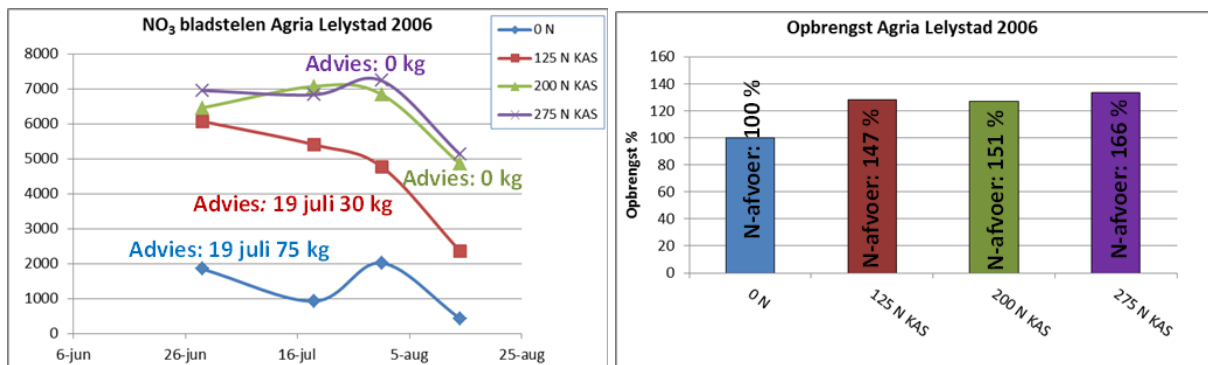 NO₃ bladstelen Agria Lelystad 2006
8000
7000
6000
5000
4000
3000
2000
1000
0
6-jun
26-jun
16-jul
5-aug
25-aug
Advies: 0 kg
Advies: 0 kg
Advies: 19 juli 30 kg
Advies: 19 juli 75 kg
0 N
125 N KAS
200 N KAS
275 N KAS
Opbrengst Agria Lelystad 2006
Opbrengst %
160
140
120
100
80
60
40
20
0
N-afvoer: 100 %
N-afvoer: 147 %
N-afvoer: 151 %
N-afvoer: 166 %
0 N
125 N KAS
200 N KAS
275 N KAS